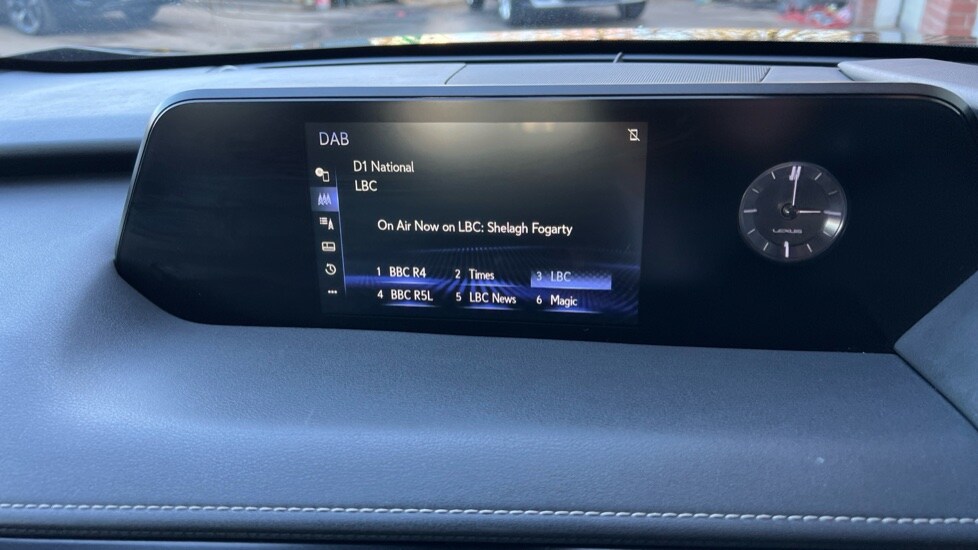 DAB
D1 National
LBC
On Air Now on LBC: Shelagh Fogarty
1 BBC R4 2 Times 3 LBC
4 BBC R5L 5 LBC News 6 Magic
LEXUS